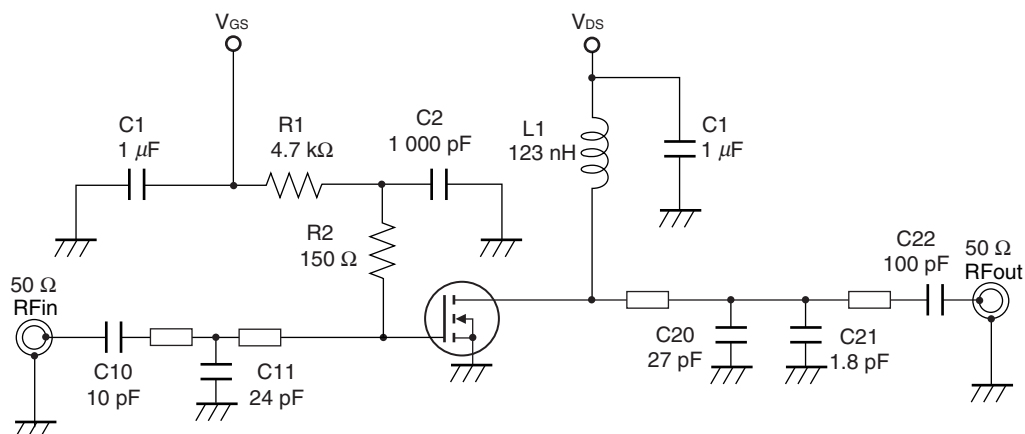 VGS
VDS
C1
1 μF
R1
4.7 kΩ
C2
1 000 pF
L1
123 nH
C1
1 μF
R2
150 Ω
C22
100 pF
50 Ω
RFout
50 Ω
RFin
C10
10 pF
C11
24 pF
C20
27 pF
C21
1.8 pF